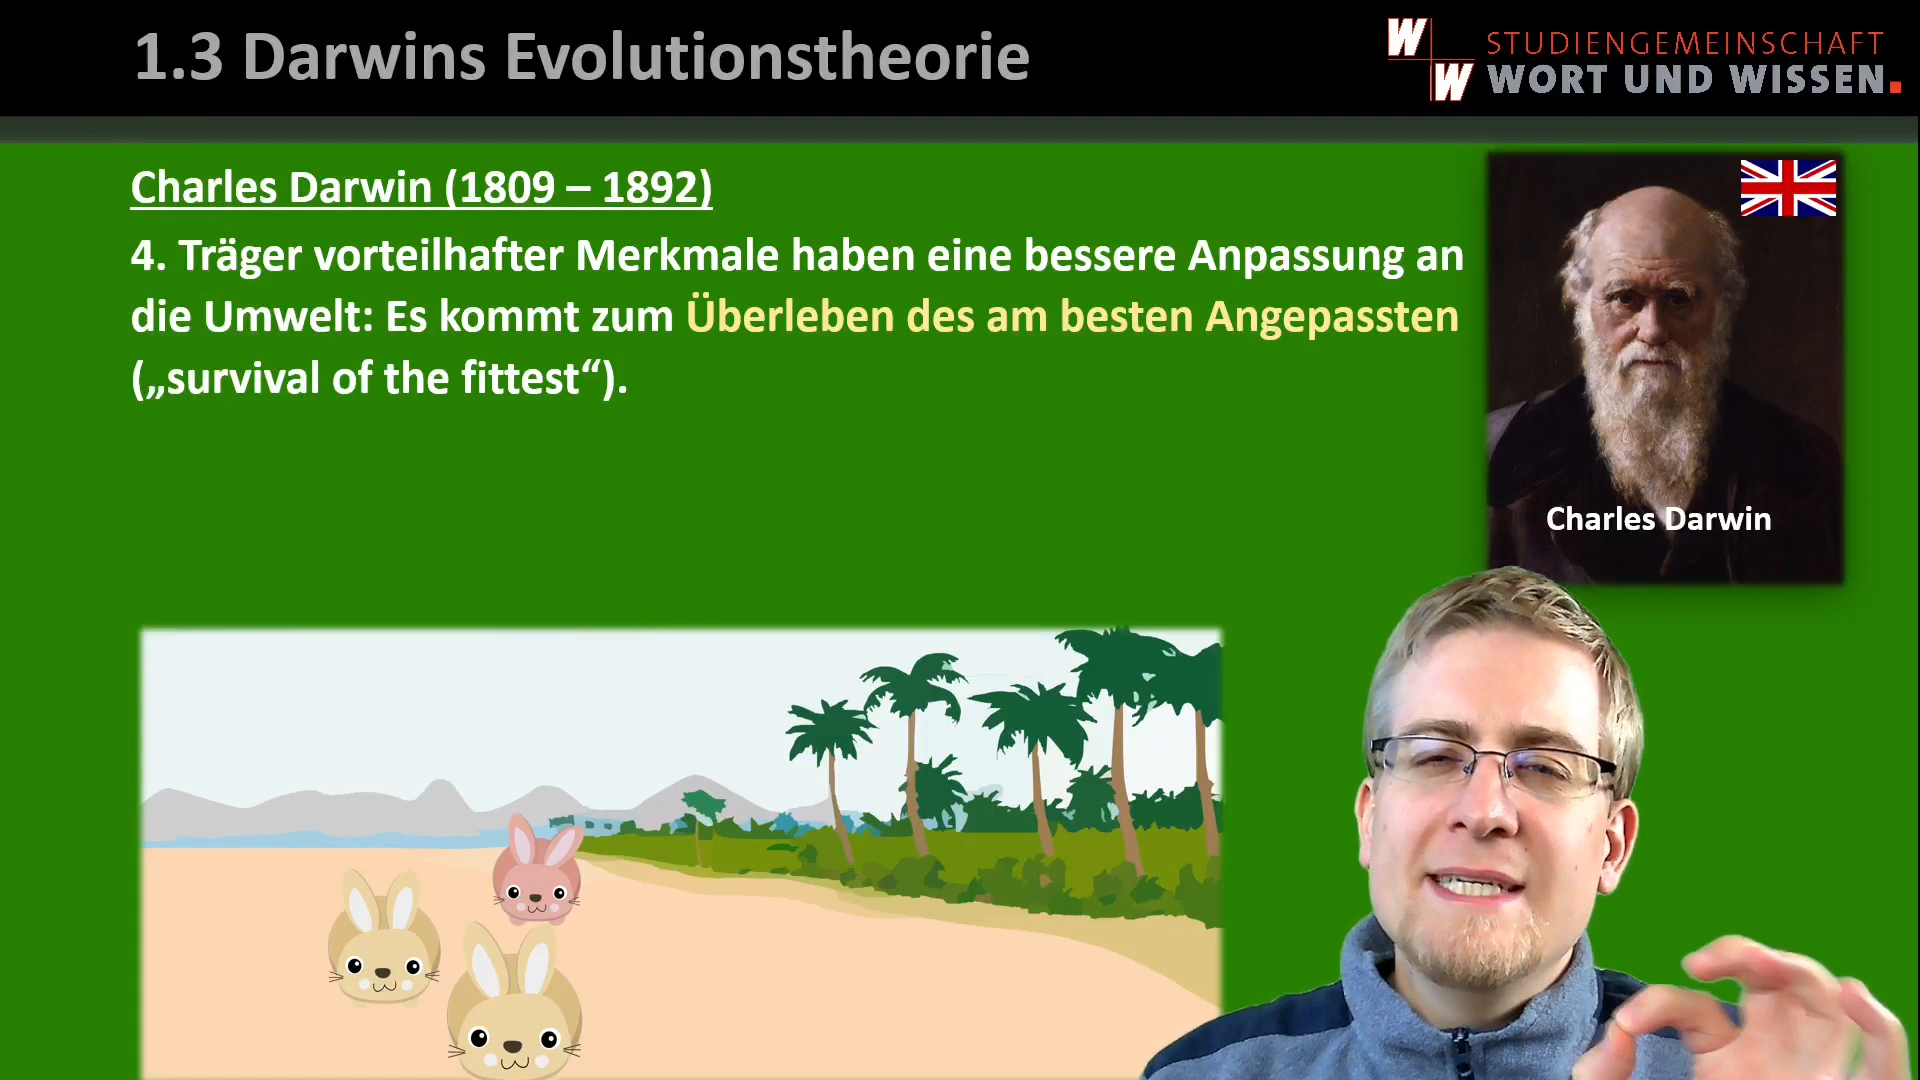 1.3 Darwins Evolutionstheorie
W
W
STUDIENGEMEINSCHAFT
WORT UND WISSEN.
Charles Darwin (1809 – 1892)
4. Träger vorteilhafter Merkmale haben eine bessere Anpassung an
die Umwelt: Es kommt zum Überleben des am besten Angepassten
(„survival of the fittest“).
Charles Darwin